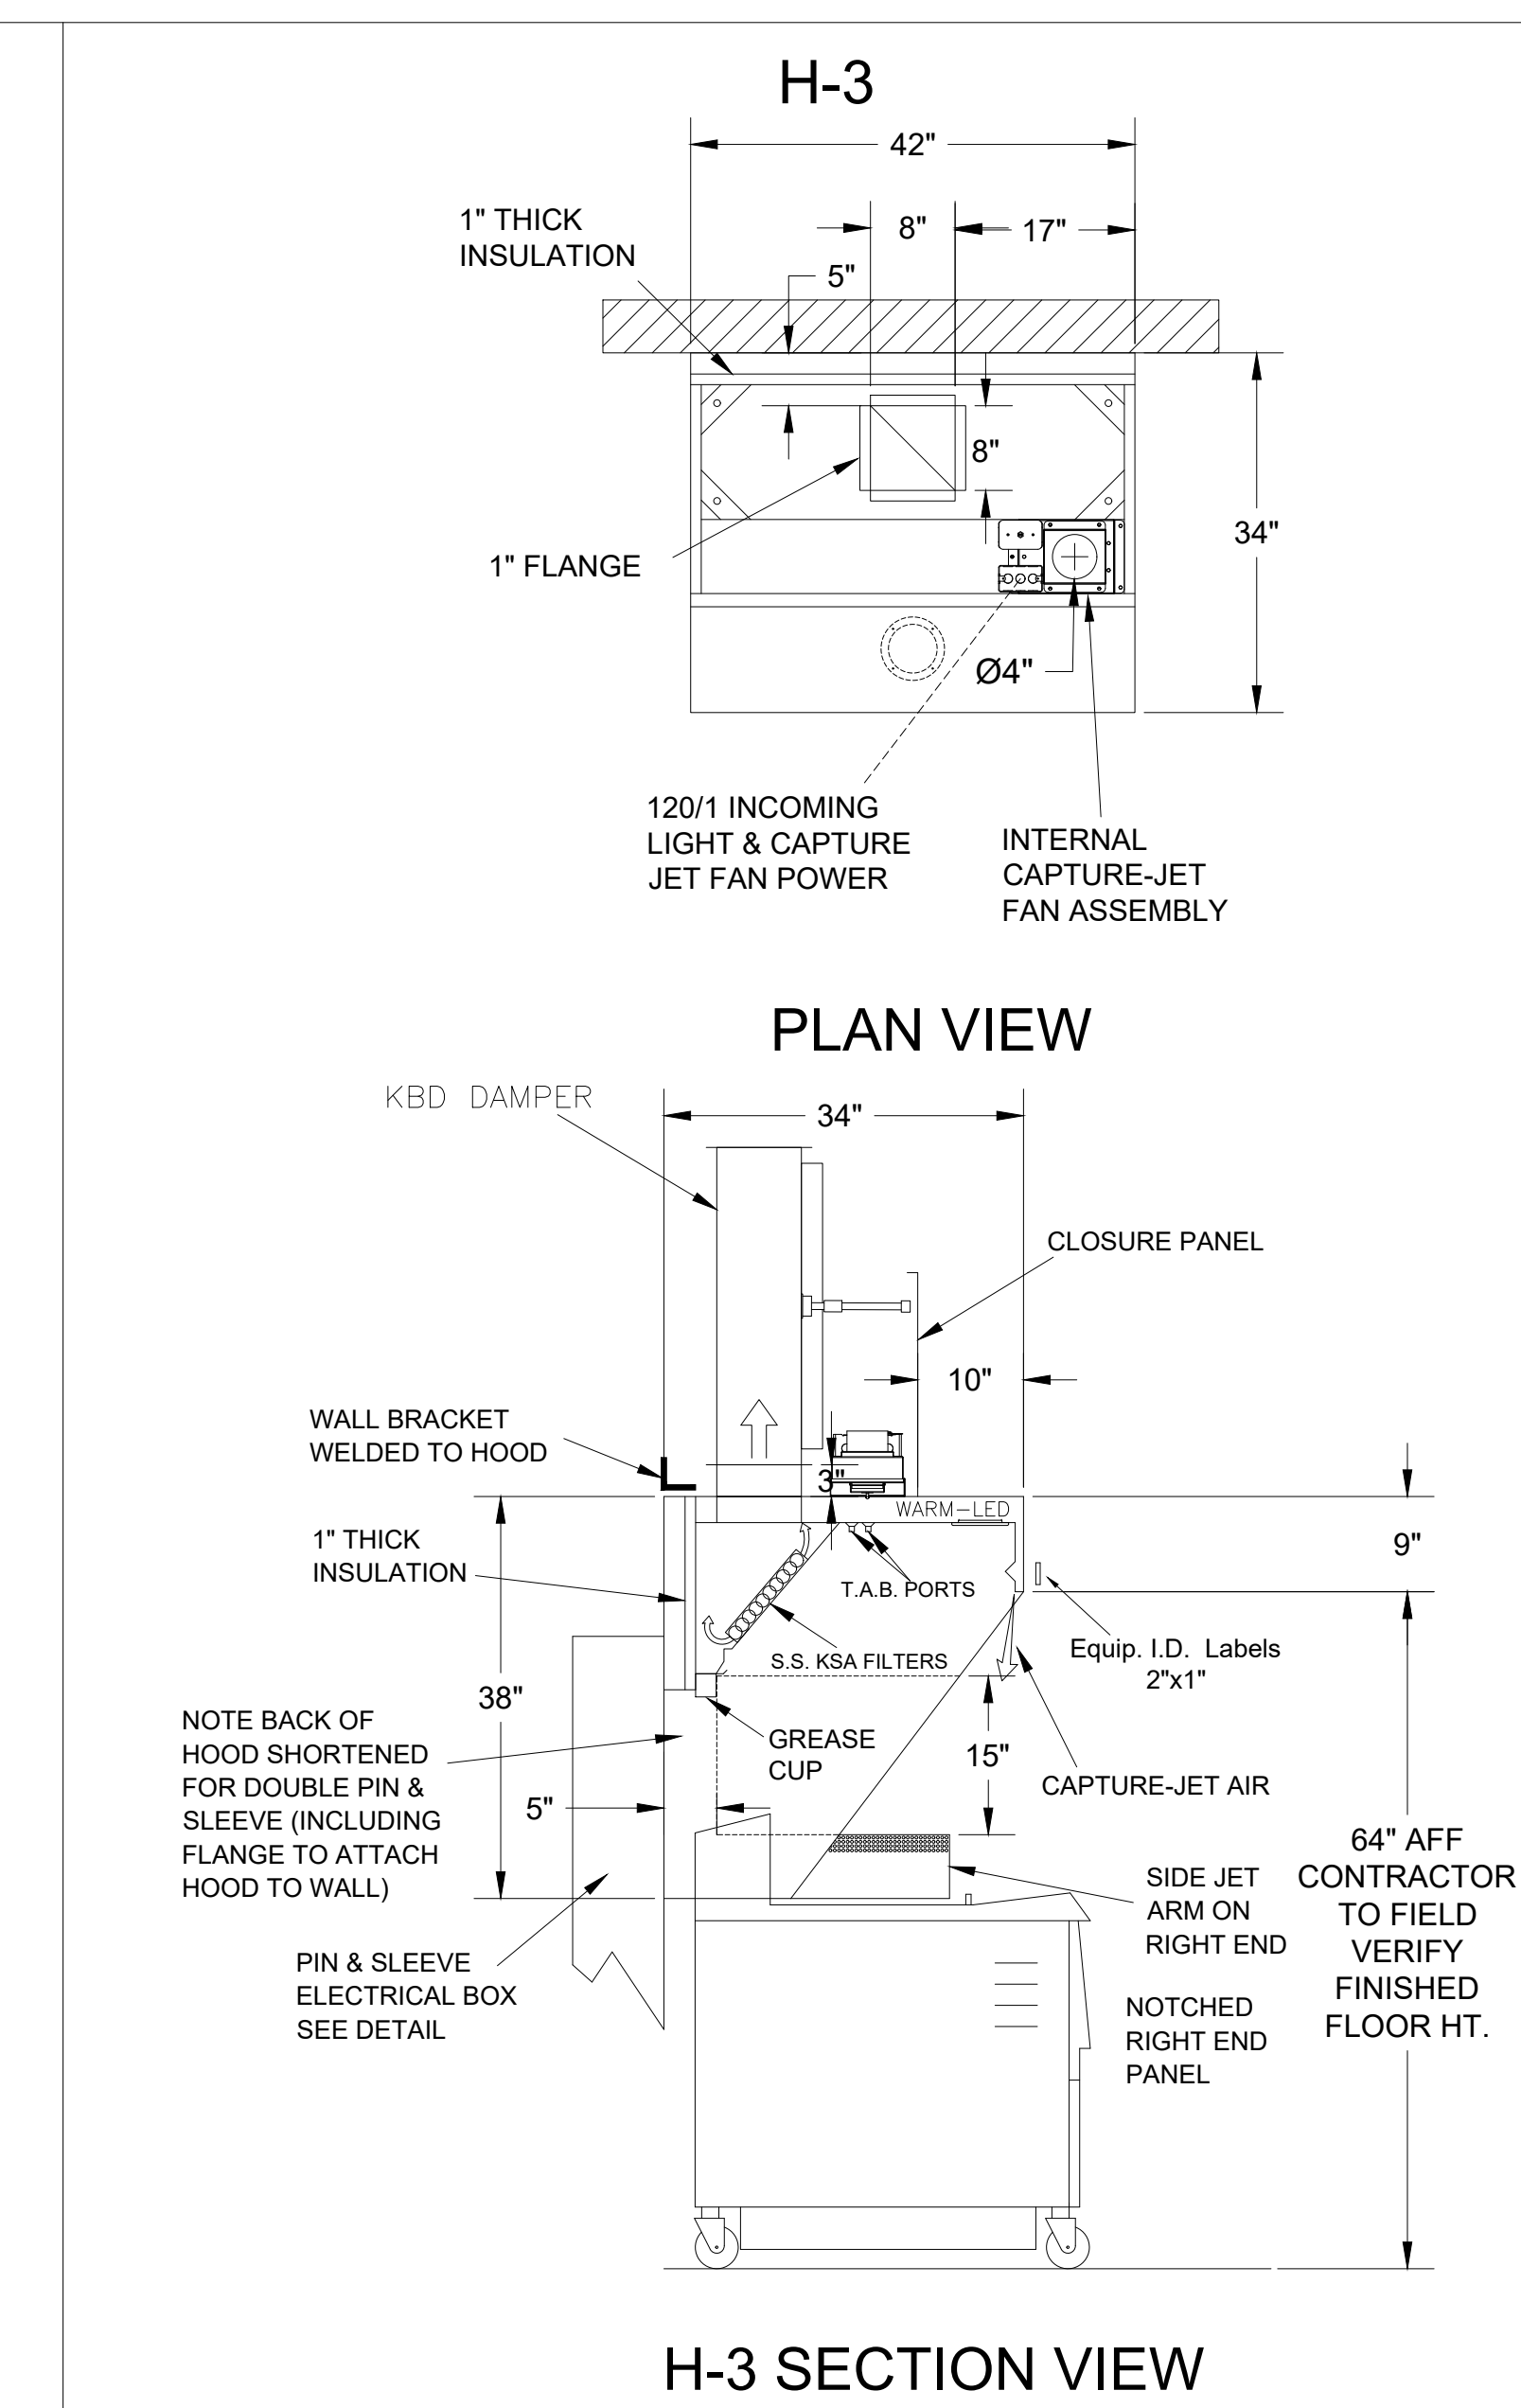 H-3
42"
1" THICK
INSULATION
8"
17"
5"
8"
34"
1" FLANGE
Ø4"
120/1 INCOMING
LIGHT & CAPTURE
JET FAN POWER
INTERNAL
CAPTURE-JET
FAN ASSEMBLY
PLAN VIEW
KBD DAMPER
34"
CLOSURE PANEL
10"
WALL BRACKET
WELDED TO HOOD
3"
WARM-LED
9"
1" THICK
INSULATION
T.A.B. PORTS
Equip. I.D. Labels
2"x1"
S.S. KSA FILTERS
38"
NOTE BACK OF
HOOD SHORTENED
FOR DOUBLE PIN &
SLEEVE (INCLUDING
FLANGE TO ATTACH
HOOD TO WALL)
GREASE
CUP
15"
CAPTURE-JET AIR
5"
64" AFF
CONTRACTOR
TO FIELD
VERIFY
FINISHED
FLOOR HT.
SIDE JET
ARM ON
RIGHT END
PIN & SLEEVE
ELECTRICAL BOX
SEE DETAIL
NOTCHED
RIGHT END
PANEL
H-3 SECTION VIEW